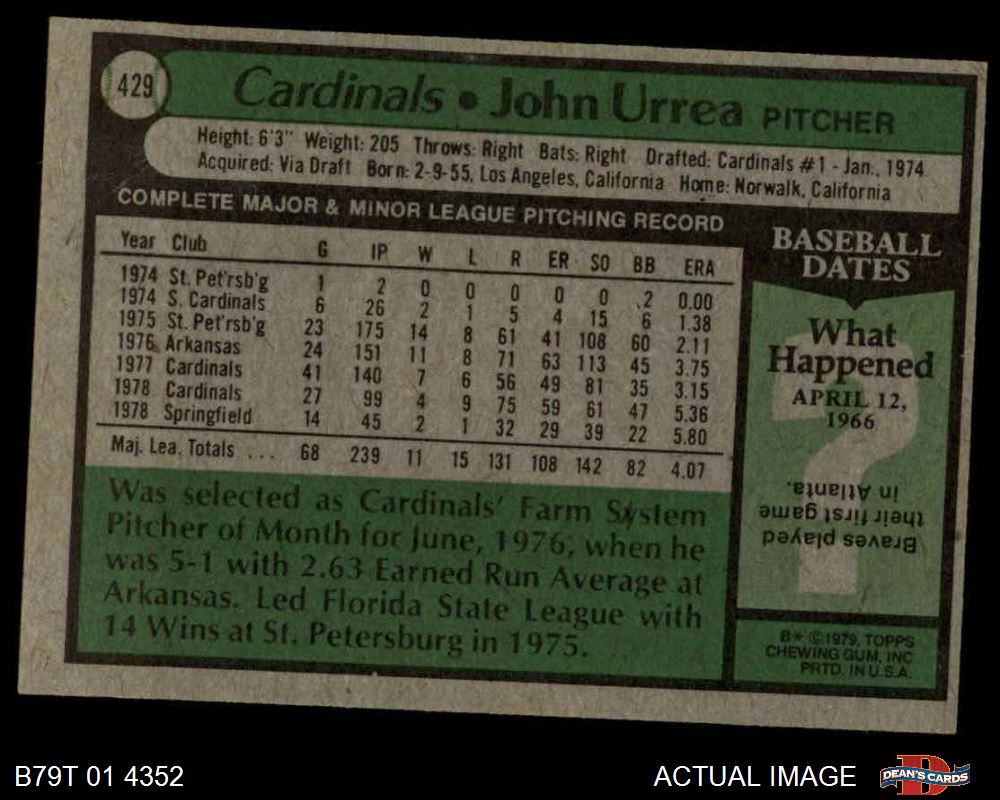 429
Cardinals • John Urrea PITCHER
Height: 6'3" Weight: 205 Throws: Right Bats: Right Drafted: Cardinals #1 - Jan., 1974
Acquired: Via Draft Born: 2-9-55, Los Angeles, California Home: Norwalk, California
COMPLETE MAJOR & MINOR LEAGUE PITCHING RECORD
Year Club G IP W L R ER SO BB ERA
1974 St. Pet'rsb'g 1 2 0 0 0 0 0 2 0.00
1974 S. Cardinals 6 26 2 1 5 4 15 6 1.38
1975 St. Pet'rsb'g 23 175 14 8 61 41 108 60 2.11
1976 Arkansas 24 151 11 8 71 63 113 45 3.75
1977 Cardinals 41 140 7 6 56 49 81 35 3.15
1978 Cardinals 27 99 4 9 75 59 61 47 5.36
1978 Springfield 14 45 2 1 32 29 39 22 5.80
Maj. Lea. Totals ... 68 239 11 15 131 108 142 82 4.07
Was selected as Cardinals' Farm System
Pitcher of Month for June, 1976, when he
was 5-1 with 2.63 Earned Run Average at
Arkansas. Led Florida State League with
14 Wins at St. Petersburg in 1975.
BASEBALL
DATES
What
Happened
APRIL 12,
1966
?
Braves played
their first game
in Atlanta.
B* ©1979, TOPPS
CHEWING GUM, INC
PRTD. IN U.S.A.
B79T 01 4352
ACTUAL IMAGE
D
DEAN'S CARDS